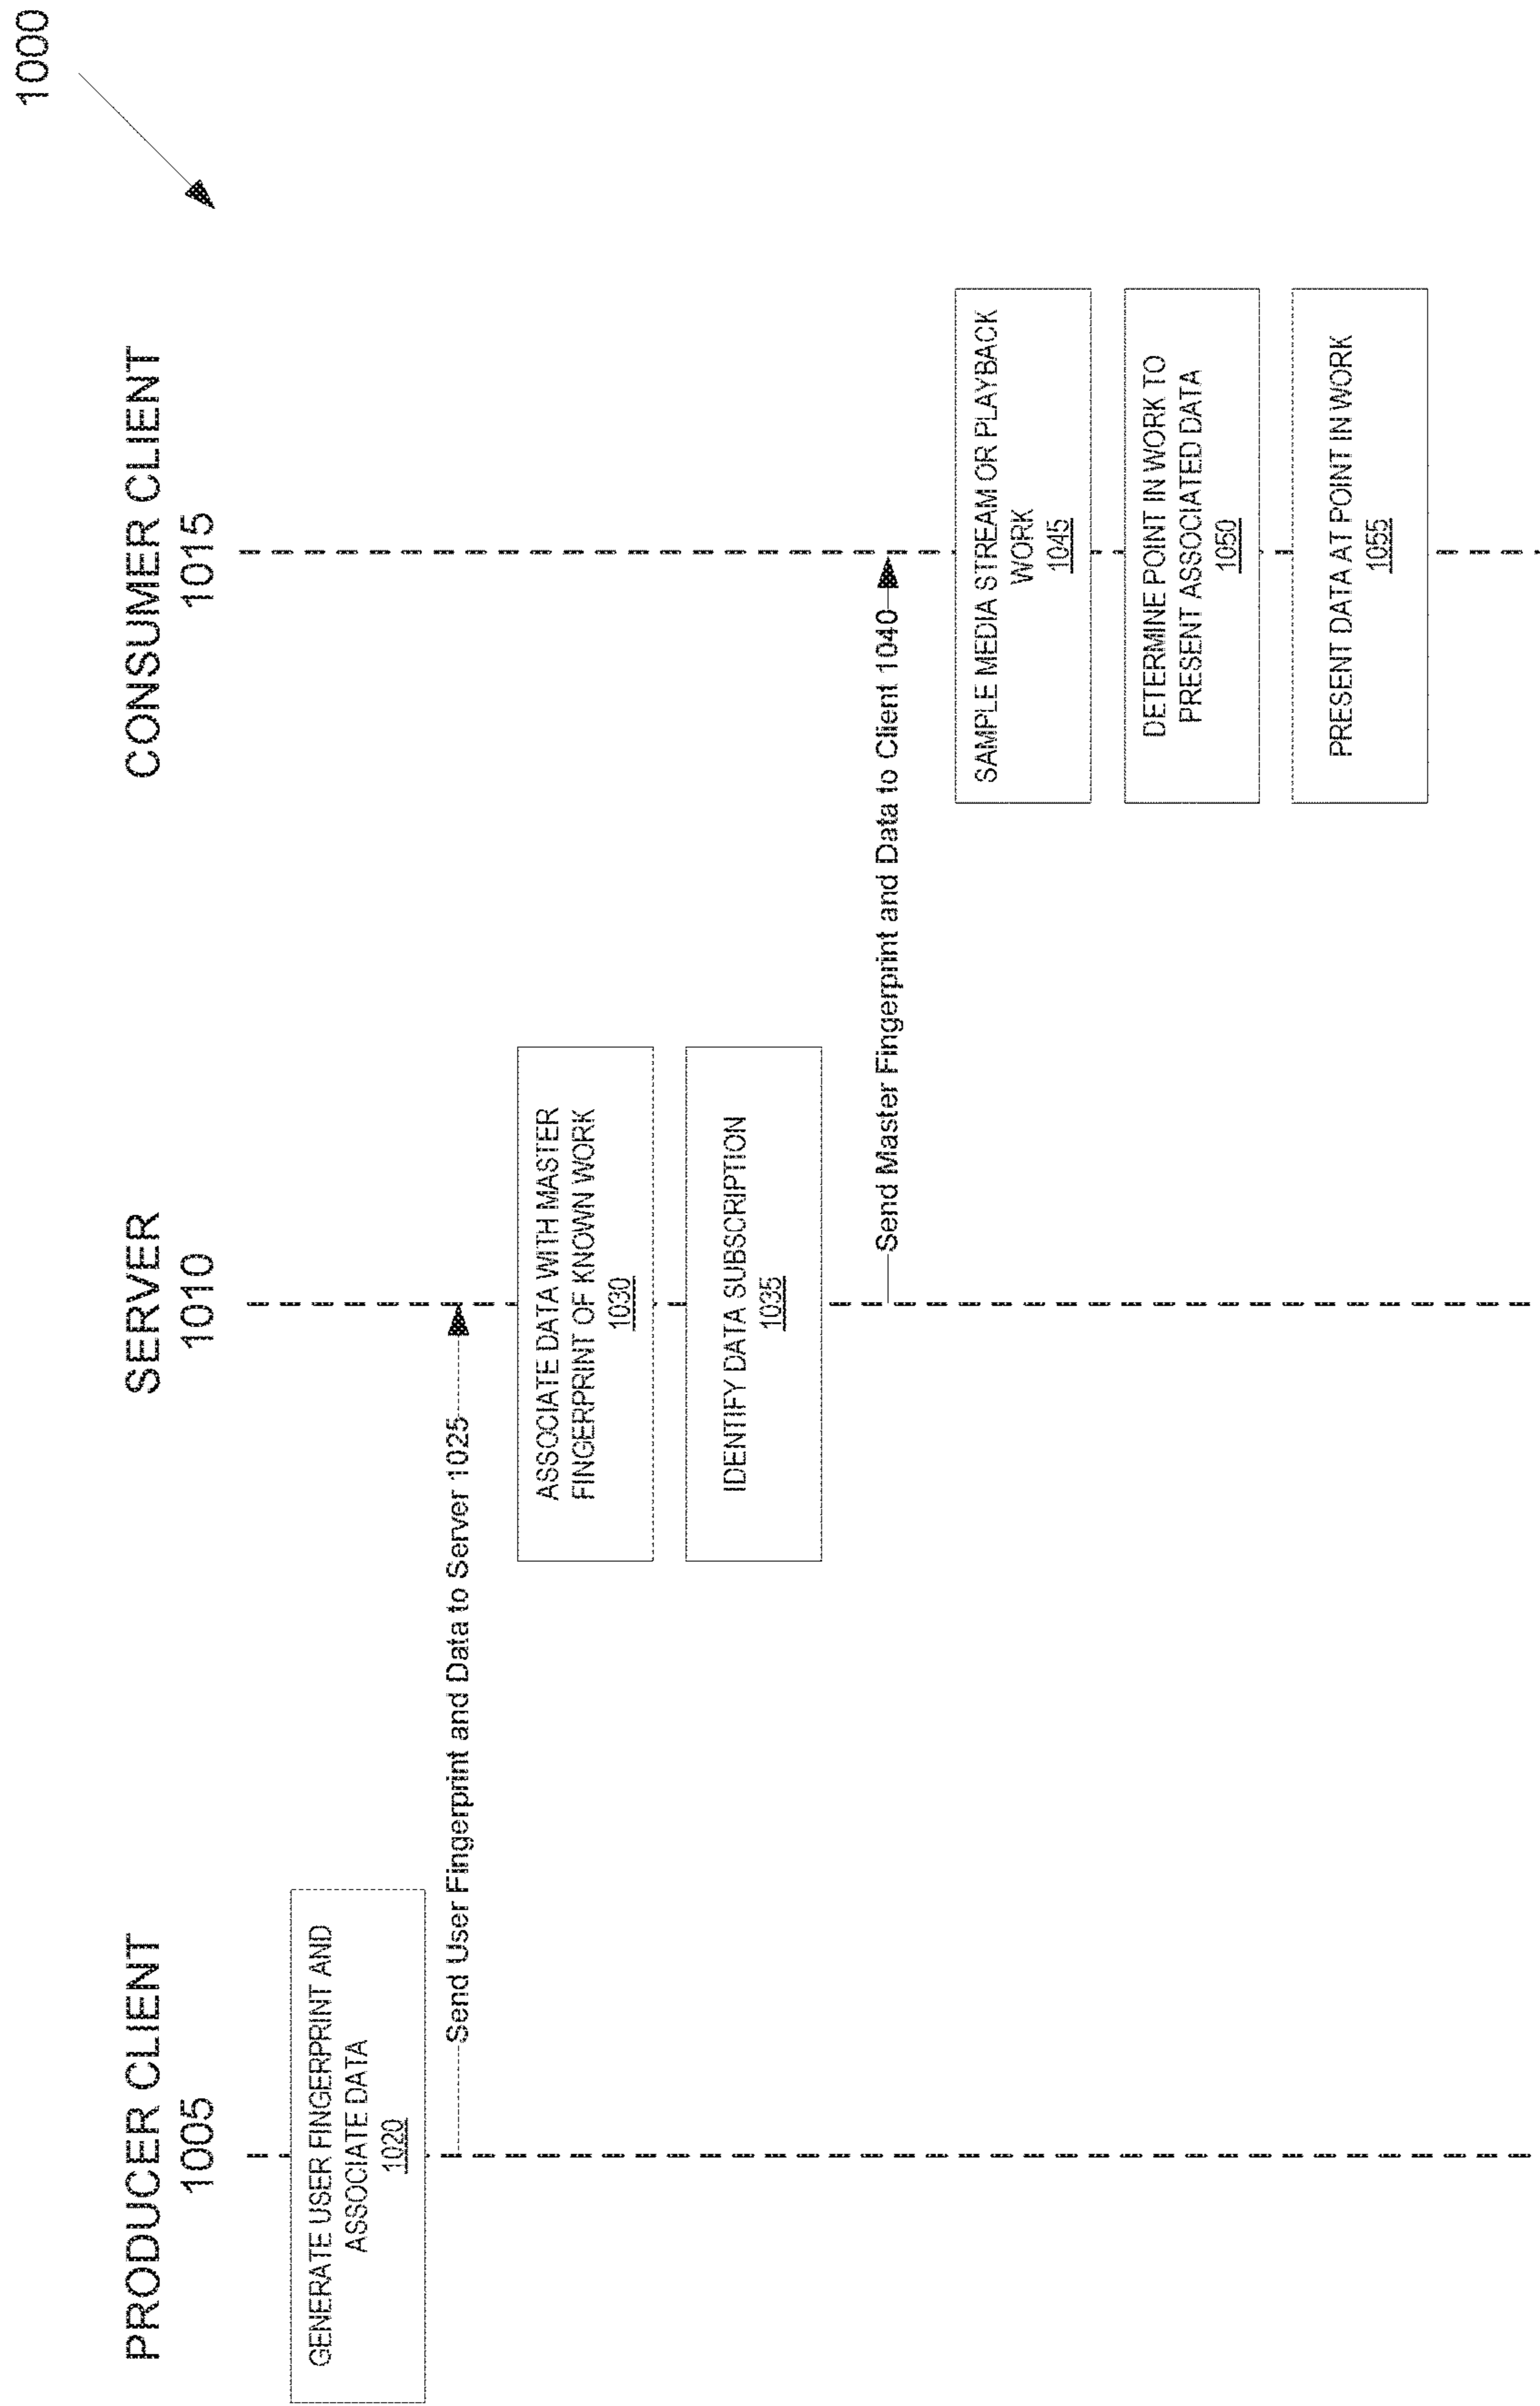 1000
PRODUCER CLIENT
1005
SERVER
1010
CONSUMER CLIENT
1015
GENERATE USER FINGERPRINT AND
ASSOCIATE DATA
1020
Send User Fingerprint and Data to Server 1025
ASSOCIATE DATA WITH MASTER
FINGERPRINT OF KNOWN WORK
1030
IDENTIFY DATA SUBSCRIPTION
1035
Send Master Fingerprint and Data to Client 1040
SAMPLE MEDIA STREAM OR PLAYBACK
WORK
1045
DETERMINE POINT IN WORK TO
PRESENT ASSOCIATED DATA
1050
PRESENT DATA AT POINT IN WORK
1055